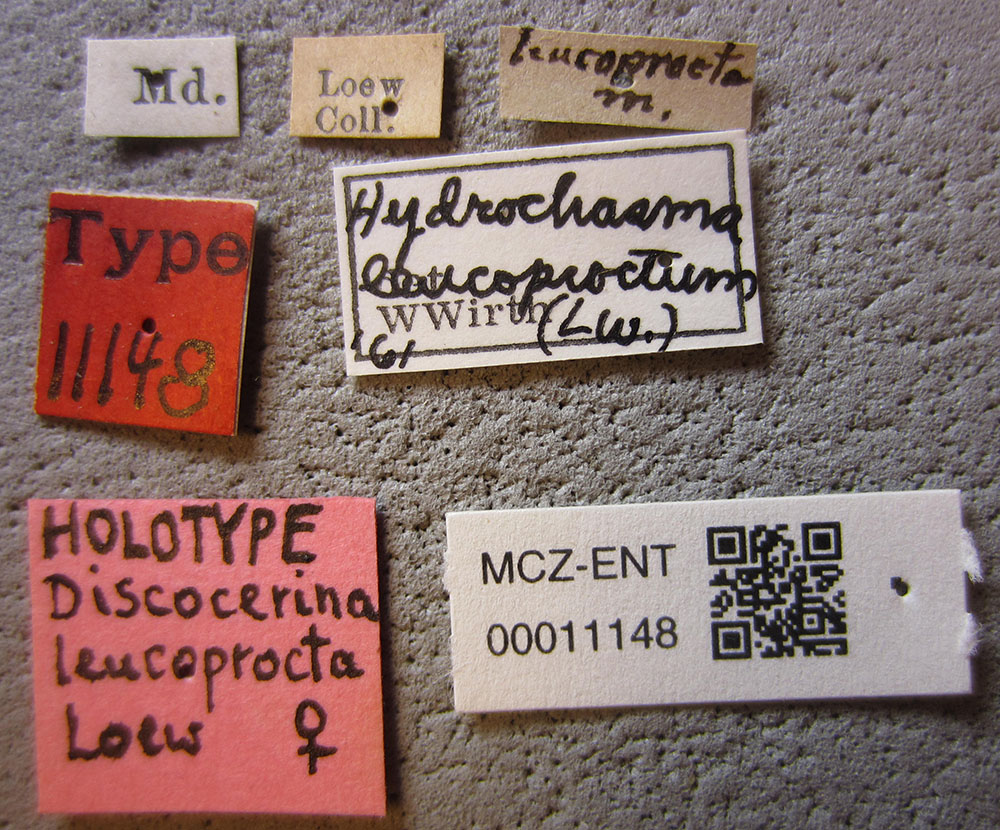 Md.
Loew
Coll.
leucoprocta
m.
Type
11148
Hydrochasma
leucoproctum
WWirth (Lw.)
'61
HOLOTYPE
Discocerina
leucoprocta
Loew ♀
MCZ-ENT
00011148